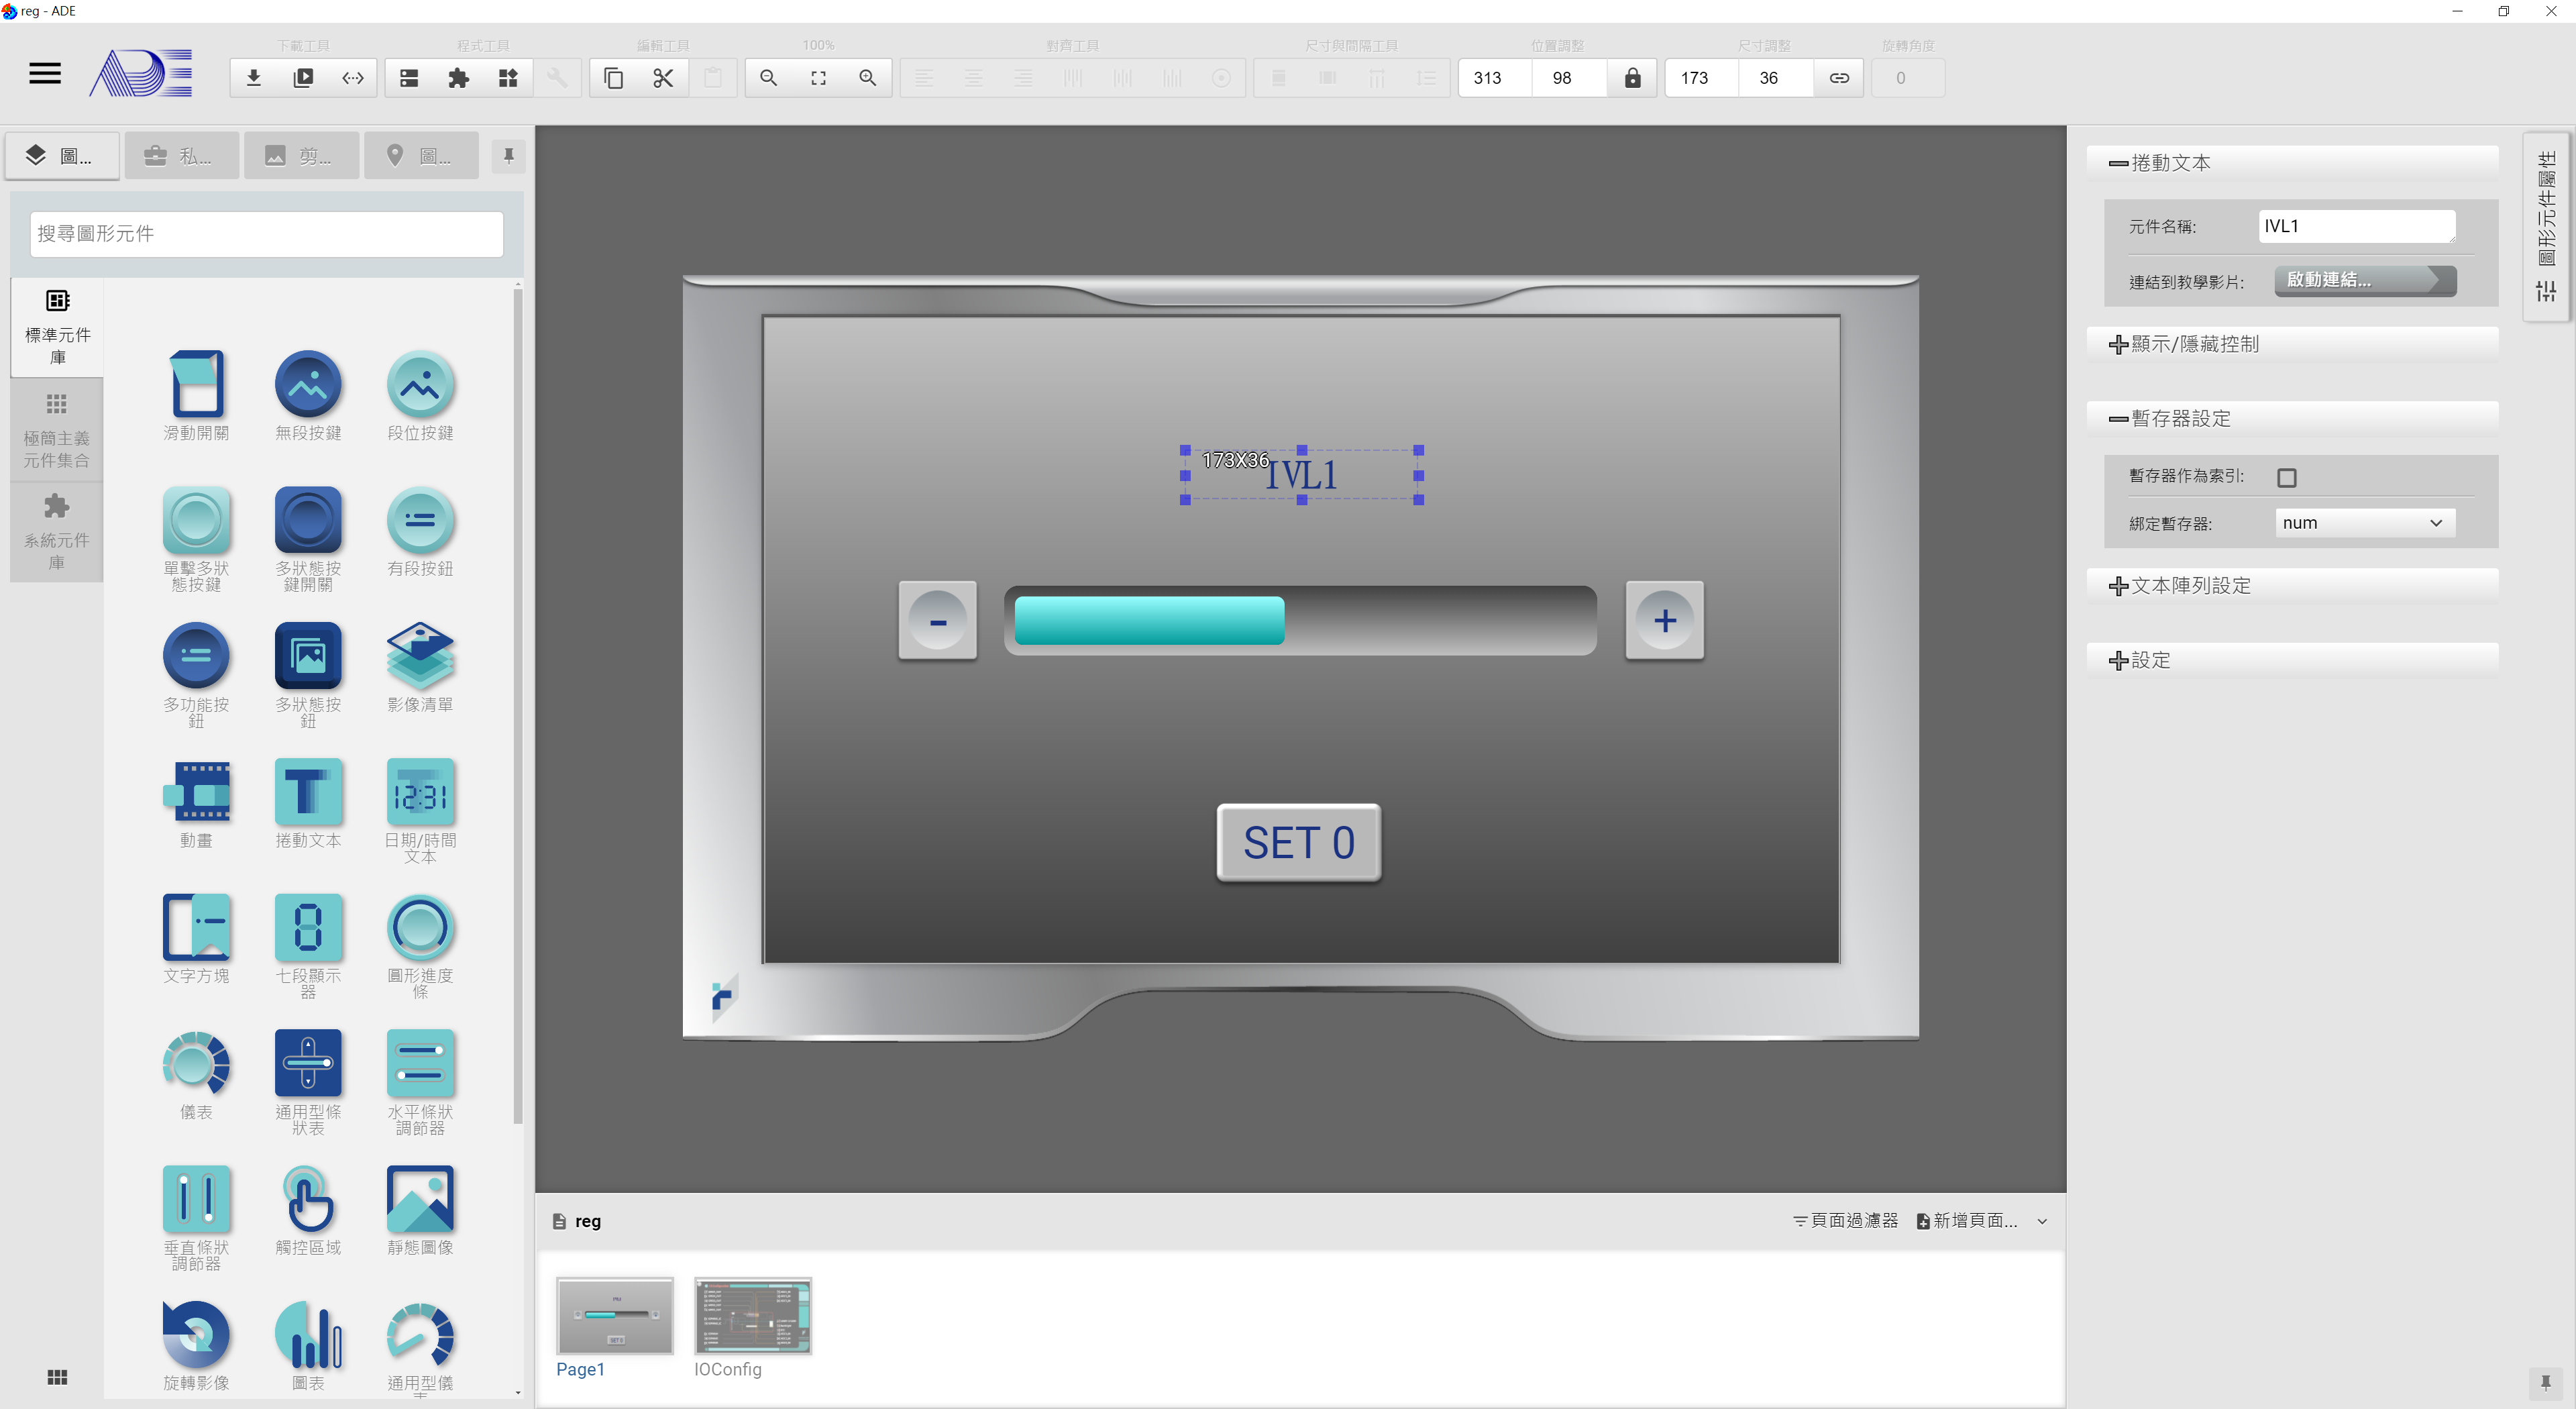 reg - ADE
下載工具
程式工具
編輯工具
100%
對齊工具
尺寸與間隔工具
位置調整
尺寸調整
旋轉角度
ADE
313
98
173
36
0
圖...
私...
剪...
圖...
搜尋圖形元件
標準元件
庫
極簡主義
元件集合
系統元件
庫
滑動開關
無段按鍵
段位按鍵
單擊多狀
態按鍵
多狀態按
鍵開關
有段按鈕
多功能按
鈕
多狀態按
鈕
影像清單
動畫
捲動文本
日期/時間
文本
文字方塊
七段顯示
器
圓形進度
條
儀表
通用型條
狀表
水平條狀
調節器
垂直條狀
調節器
觸控區域
靜態圖像
旋轉影像
圖表
通用型儀
173X36
IVL1
-
+
SET 0
reg
頁面過濾器
新增頁面...
Page1
IOConfig
捲動文本
元件名稱:
IVL1
連結到教學影片:
啟動連結...
顯示/隱藏控制
暫存器設定
暫存器作為索引:
綁定暫存器:
num
文本陣列設定
設定
圖形元件屬性